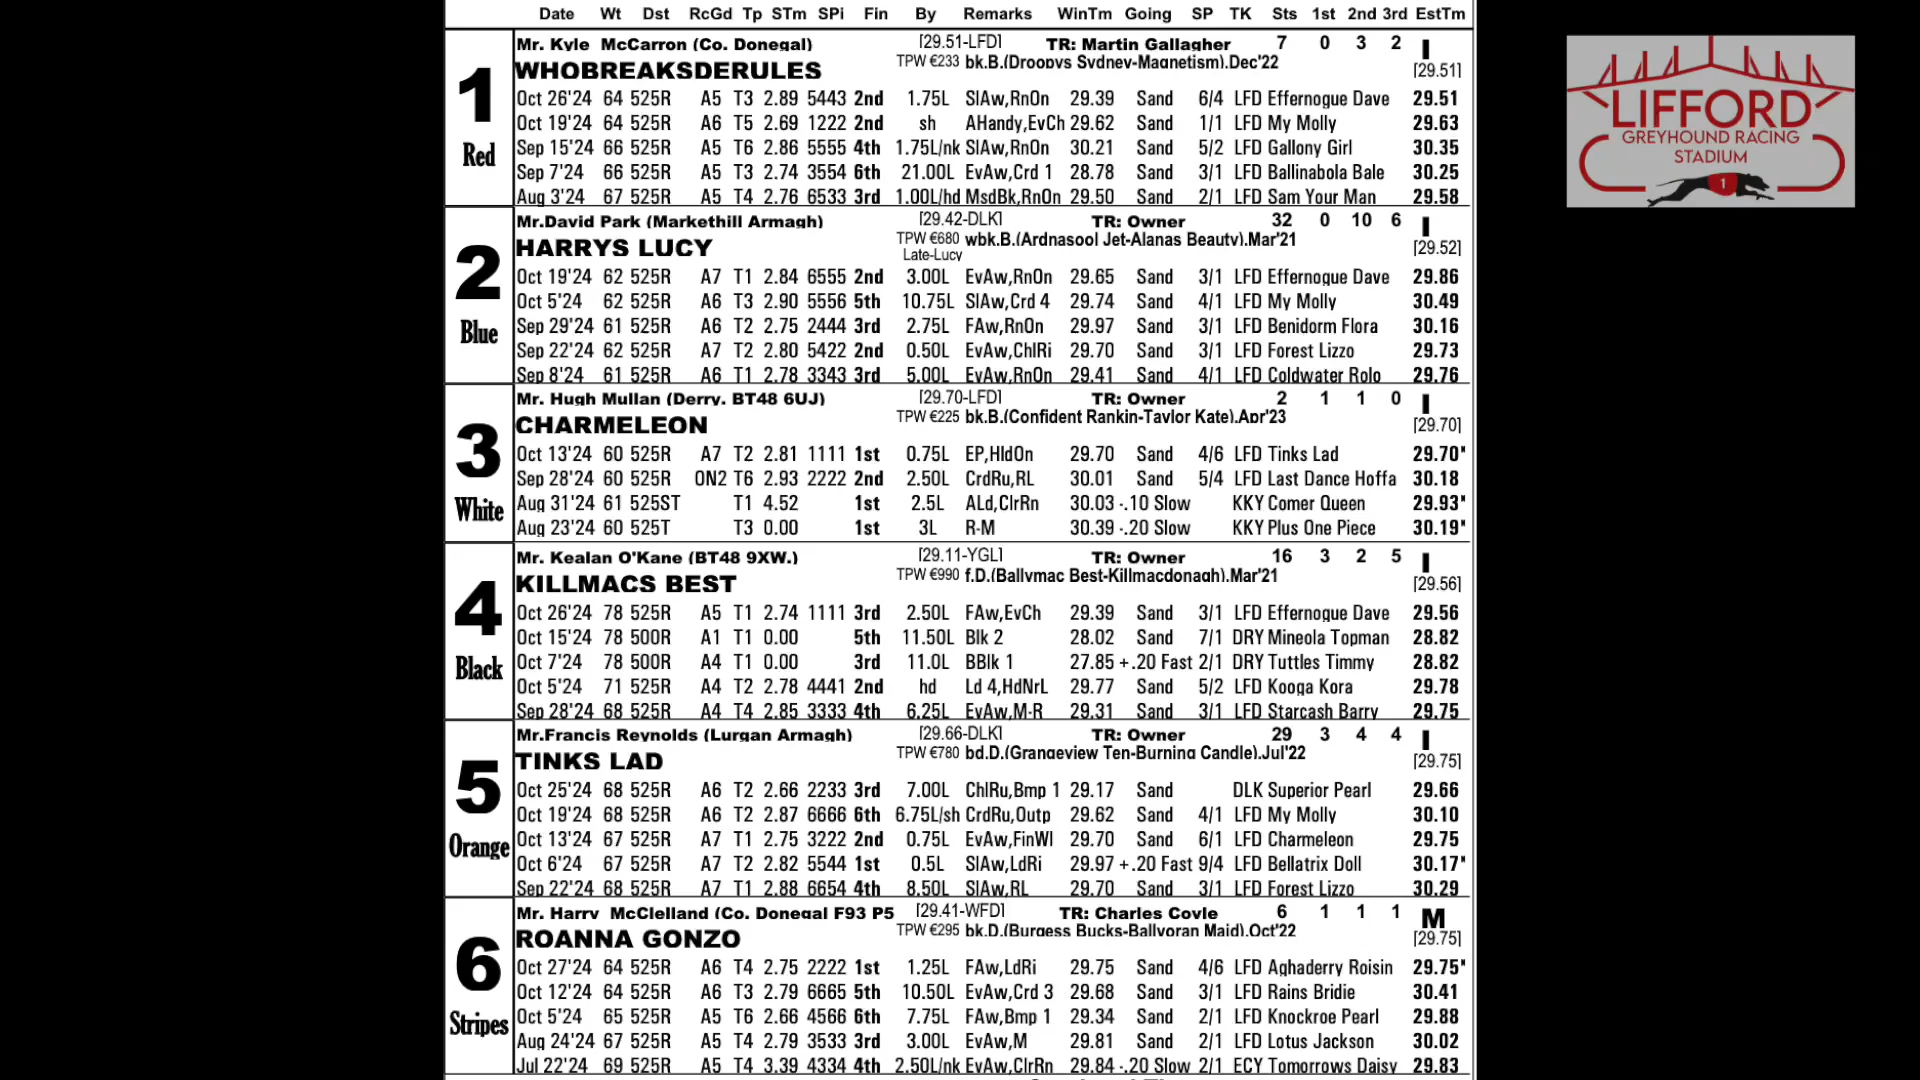 Date Wt Dst RcGd Tp STm SPi Fin By Remarks WinTm Going SP TK Sts 1st 2nd 3rd EstTm
1
Red
Mr. Kyle McCarron (Co. Donegal) [29.51-LFD] TR: Martin Gallagher 7 0 3 2 I
WHOBREAKSDERULES TPW €233 bk.B.(Droopys Sydney-Magnetism).Dec'22 [29.51]
Oct 26'24 64 525R A5 T3 2.89 5443 2nd 1.75L SlAw,RnOn 29.39 Sand 6/4 LFD Effernogue Dave 29.51
Oct 19'24 64 525R A6 T5 2.69 1222 2nd sh AHandy,EvCh 29.62 Sand 1/1 LFD My Molly 29.63
Sep 15'24 66 525R A5 T6 2.86 5555 4th 1.75L/nk SlAw,RnOn 30.21 Sand 5/2 LFD Gallony Girl 30.35
Sep 7'24 66 525R A5 T3 2.74 3554 6th 21.00L EvAw,Crd 1 28.78 Sand 3/1 LFD Ballinabola Bale 30.25
Aug 3'24 67 525R A5 T4 2.76 6533 3rd 1.00L/hd MsdBk,RnOn 29.50 Sand 2/1 LFD Sam Your Man 29.58
2
Blue
Mr.David Park (Markethill Armagh) [29.42-DLK] TR: Owner 32 0 10 6 I
HARRYS LUCY TPW €680 wbk.B.(Ardnasool Jet-Alanas Beauty).Mar'21 [29.52]
Late-Lucy
Oct 19'24 62 525R A7 T1 2.84 6555 2nd 3.00L EvAw,RnOn 29.65 Sand 3/1 LFD Effernogue Dave 29.86
Oct 5'24 62 525R A6 T3 2.90 5556 5th 10.75L SlAw,Crd 4 29.74 Sand 4/1 LFD My Molly 30.49
Sep 29'24 61 525R A6 T2 2.75 2444 3rd 2.75L FAw,RnOn 29.97 Sand 3/1 LFD Benidorm Flora 30.16
Sep 22'24 62 525R A7 T2 2.80 5422 2nd 0.50L EvAw,ChlRi 29.70 Sand 3/1 LFD Forest Lizzo 29.73
Sep 8'24 61 525R A6 T1 2.78 3343 3rd 5.00L EvAw,RnOn 29.41 Sand 4/1 LFD Coldwater Rolo 29.76
3
White
Mr. Hugh Mullan (Derry. BT48 6UJ) [29.70-LFD] TR: Owner 2 1 1 0 I
CHARMELEON TPW €225 bk.B.(Confident Rankin-Taylor Kate).Apr'23 [29.70]
Oct 13'24 60 525R A7 T2 2.81 1111 1st 0.75L EP,HldOn 29.70 Sand 4/6 LFD Tinks Lad 29.70*
Sep 28'24 60 525R ON2 T6 2.93 2222 2nd 2.50L CrdRu,RL 30.01 Sand 5/4 LFD Last Dance Hoffa 30.18
Aug 31'24 61 525ST T1 4.52 1st 2.5L ALd,ClrRn 30.03 -.10 Slow KKY Comer Queen 29.93*
Aug 23'24 60 525T T3 0.00 1st 3L R-M 30.39 -.20 Slow KKY Plus One Piece 30.19*
4
Black
Mr. Kealan O'Kane (BT48 9XW.) [29.11-YGL] TR: Owner 16 3 2 5 I
KILLMACS BEST TPW €990 f.D.(Ballymac Best-Killmacdonagh).Mar'21 [29.56]
Oct 26'24 78 525R A5 T1 2.74 1111 3rd 2.50L FAw,EvCh 29.39 Sand 3/1 LFD Effernogue Dave 29.56
Oct 15'24 78 500R A1 T1 0.00 5th 11.50L Blk 2 28.02 Sand 7/1 DRY Mineola Topman 28.82
Oct 7'24 78 500R A4 T1 0.00 3rd 11.0L BBlk 1 27.85 +.20 Fast 2/1 DRY Tuttles Timmy 28.82
Oct 5'24 71 525R A4 T2 2.78 4441 2nd hd Ld 4,HdNrL 29.77 Sand 5/2 LFD Kooga Kora 29.78
Sep 28'24 68 525R A4 T4 2.85 3333 4th 6.25L EvAw,M-R 29.31 Sand 3/1 LFD Starcash Barry 29.75
5
Orange
Mr.Francis Reynolds (Lurgan Armagh) [29.66-DLK] TR: Owner 29 3 4 4 I
TINKS LAD TPW €780 bd.D.(Grangeview Ten-Burning Candle).Jul'22 [29.75]
Oct 25'24 68 525R A6 T2 2.66 2233 3rd 7.00L ChlRu,Bmp 1 29.17 Sand DLK Superior Pearl 29.66
Oct 19'24 68 525R A6 T2 2.87 6666 6th 6.75L/sh CrdRu,Outp 29.62 Sand 4/1 LFD My Molly 30.10
Oct 13'24 67 525R A7 T1 2.75 3222 2nd 0.75L EvAw,FinWl 29.70 Sand 6/1 LFD Charmeleon 29.75
Oct 6'24 67 525R A7 T2 2.82 5544 1st 0.5L SlAw,LdRi 29.97 +.20 Fast 9/4 LFD Bellatrix Doll 30.17*
Sep 22'24 68 525R A7 T1 2.88 6654 4th 8.50L SlAw,RL 29.70 Sand 3/1 LFD Forest Lizzo 30.29
6
Stripes
Mr. Harry McClelland (Co. Donegal F93 P5 [29.41-WFD] TR: Charles Coyle 6 1 1 1 M
ROANNA GONZO TPW €295 bk.D.(Burgess Bucks-Ballyoran Maid).Oct'22 [29.75]
Oct 27'24 64 525R A6 T4 2.75 2222 1st 1.25L FAw,LdRi 29.75 Sand 4/6 LFD Aghaderry Roisin 29.75*
Oct 12'24 64 525R A6 T3 2.79 6665 5th 10.50L EvAw,Crd 3 29.68 Sand 3/1 LFD Rains Bridie 30.41
Oct 5'24 65 525R A5 T6 2.66 4566 6th 7.75L FAw,Bmp 1 29.34 Sand 2/1 LFD Knockroe Pearl 29.88
Aug 24'24 67 525R A5 T4 2.79 3533 3rd 3.00L EvAw,M 29.81 Sand 2/1 LFD Lotus Jackson 30.02
Jul 22'24 69 525R A5 T4 3.39 4334 4th 2.50L/nk EvAw,ClrRn 29.84 -.20 Slow 2/1 ECY Tomorrows Daisy 29.83
LIFFORD
GREYHOUND RACING
STADIUM
1